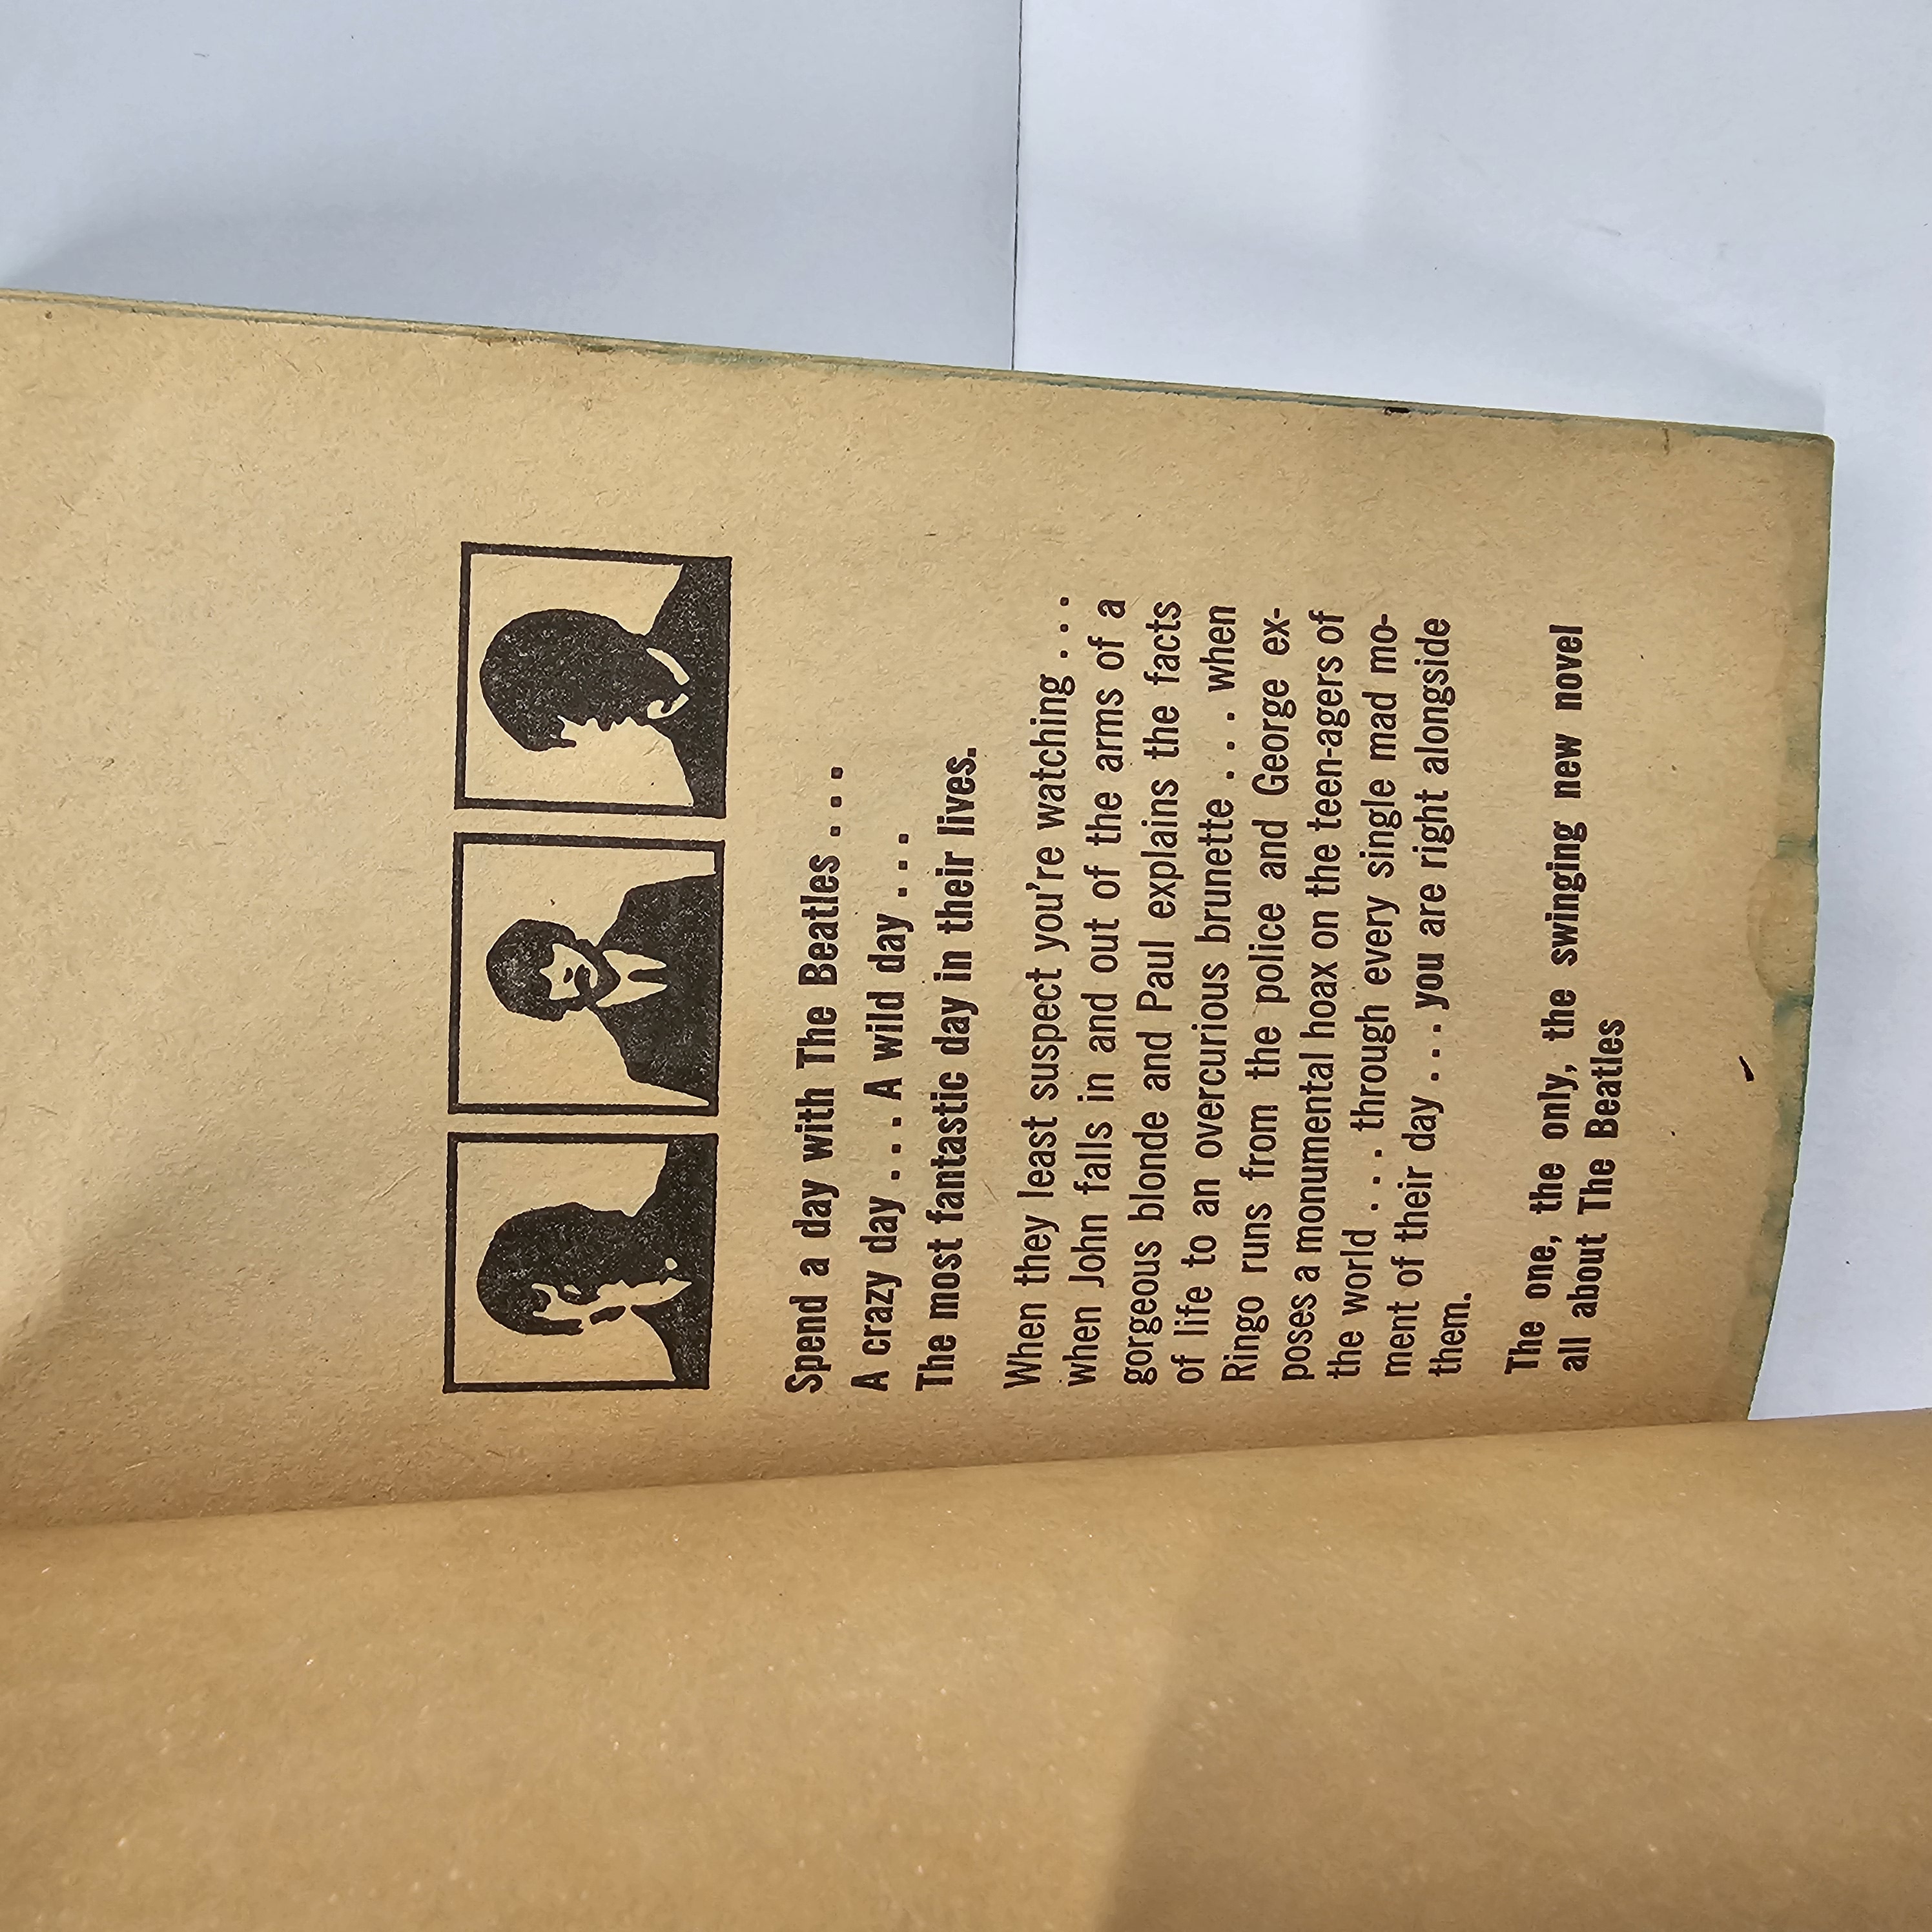 Spend a day with The Beatles . . .
A crazy day . . . A wild day . . .
The most fantastic day in their lives.
When they least suspect you're watching . . .
when John falls in and out of the arms of a
gorgeous blonde and Paul explains the facts
of life to an overcurious brunette . . . when
Ringo runs from the police and George ex-
poses a monumental hoax on the teen-agers of
the world . . . through every single mad mo-
ment of their day . . . you are right alongside
them.
The one, the only, the swinging new novel
all about The Beatles